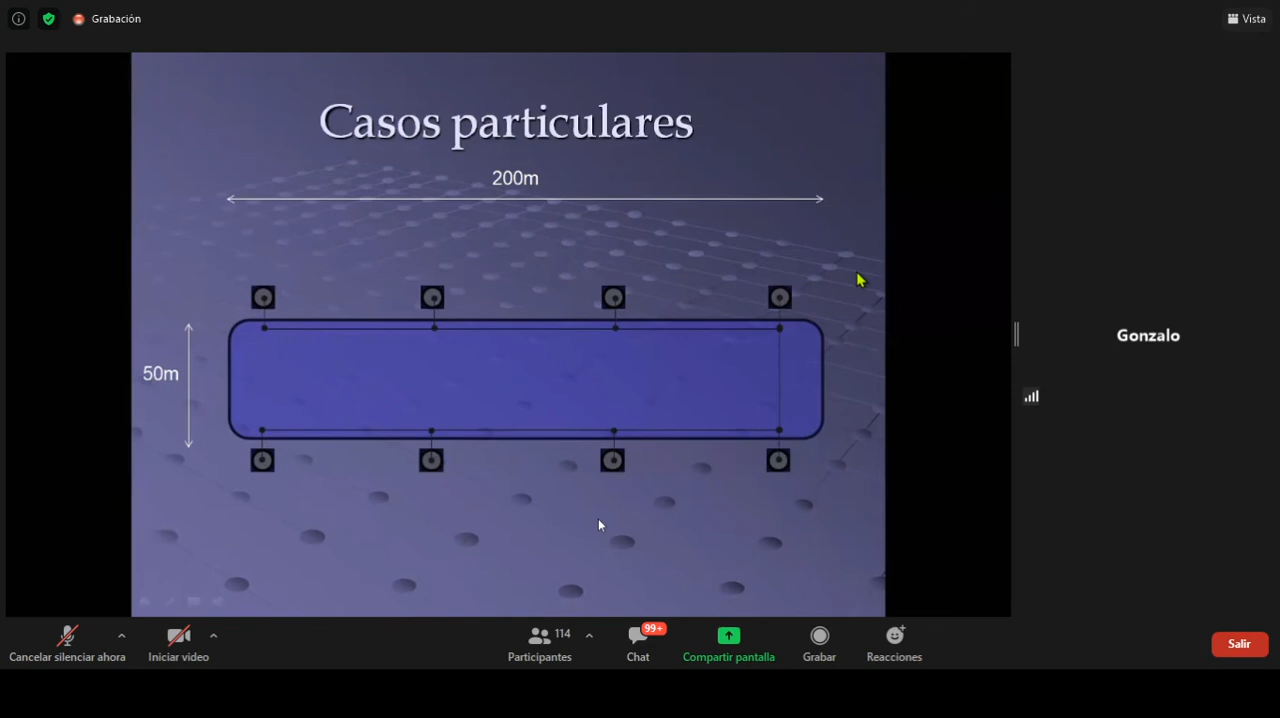 Grabación
Vista
Casos particulares
200m
50m
Gonzalo
Cancelar silenciar ahora
Iniciar video
114
Participantes
99+
Chat
Compartir pantalla
Grabar
Reacciones
Salir